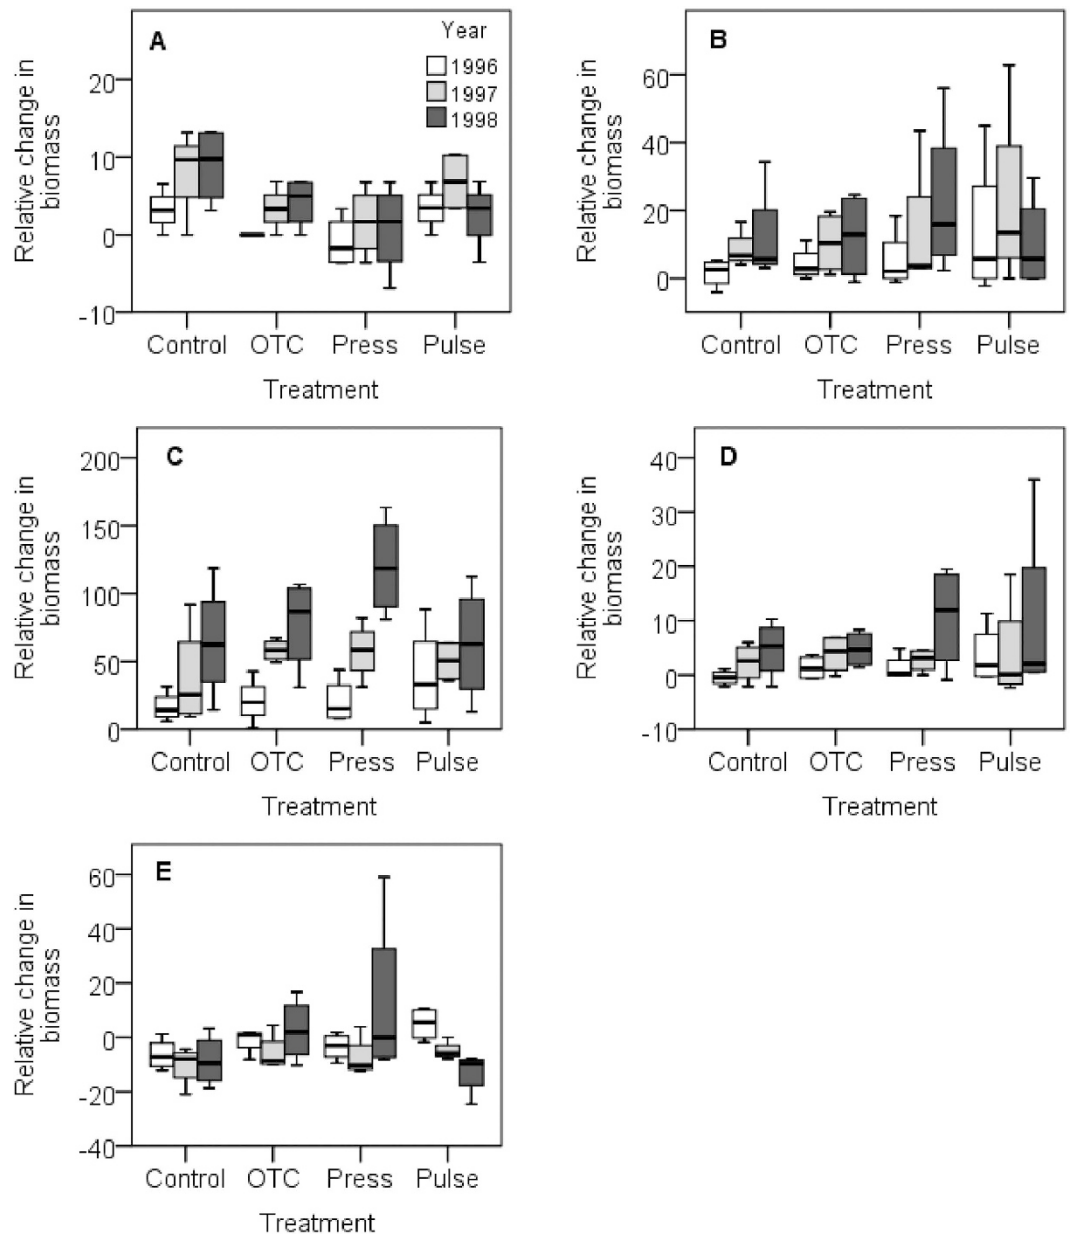 A
Year
1996
1997
1998
Relative change in
biomass
20
10
0
-10
Control OTC Press Pulse
Treatment
B
Relative change in
biomass
60
40
20
0
Control OTC Press Pulse
Treatment
C
Relative change in
biomass
200
150
100
50
0
Control OTC Press Pulse
Treatment
D
Relative change in
biomass
40
30
20
10
0
-10
Control OTC Press Pulse
Treatment
E
Relative change in
biomass
60
40
20
0
-20
-40
Control OTC Press Pulse
Treatment